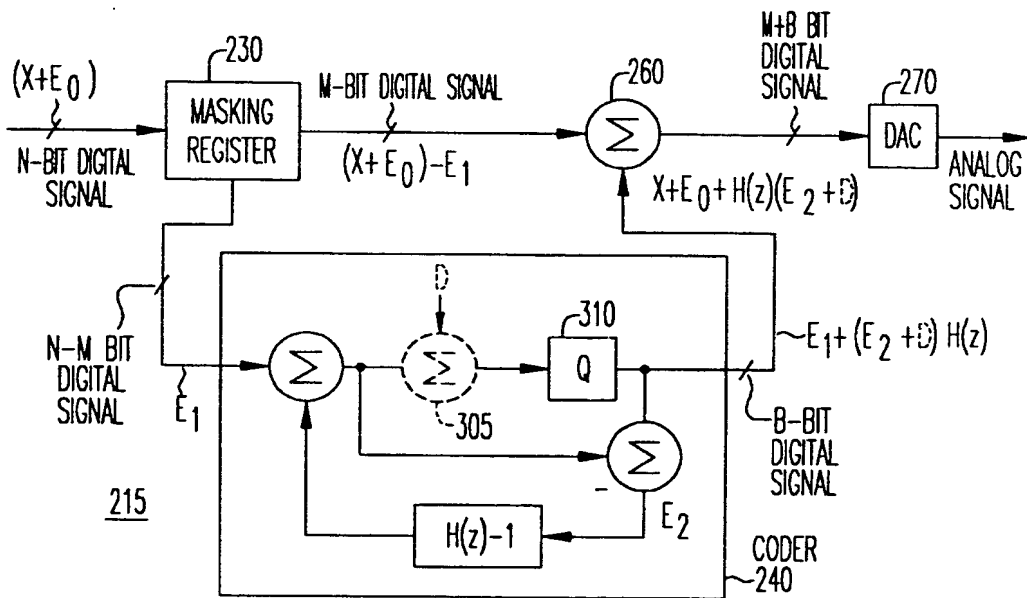 230
(X+E₀)
N-BIT DIGITAL
SIGNAL
MASKING
REGISTER
M-BIT DIGITAL SIGNAL
(X+E₀)-E₁
260
Σ
M+B BIT
DIGITAL
SIGNAL
270
DAC
ANALOG
SIGNAL
X+E₀+H(z)(E₂+D)
N-M BIT
DIGITAL
SIGNAL
E₁
Σ
D
Σ
305
310
Q
E₁+(E₂+D)H(z)
B-BIT
DIGITAL
SIGNAL
Σ
-
E₂
H(z)-1
215
CODER
240